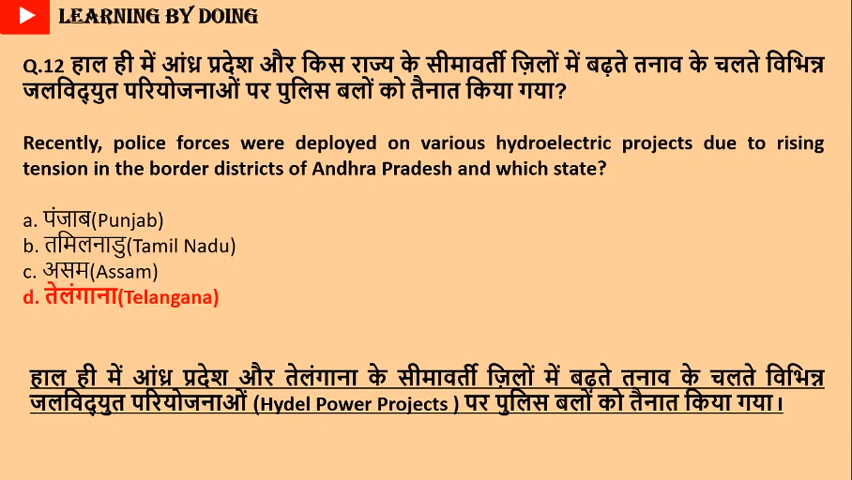 LEARNING BY DOING
Q.12 हाल ही में आंध्र प्रदेश और किस राज्य के सीमावर्ती ज़िलों में बढ़ते तनाव के चलते विभिन्न
जलविद्युत परियोजनाओं पर पुलिस बलों को तैनात किया गया?
Recently, police forces were deployed on various hydroelectric projects due to rising
tension in the border districts of Andhra Pradesh and which state?
a. पंजाब(Punjab)
b. तमिलनाडु(Tamil Nadu)
c. असम(Assam)
d. तेलंगाना(Telangana)
हाल ही में आंध्र प्रदेश और तेलंगाना के सीमावर्ती ज़िलों में बढ़ते तनाव के चलते विभिन्न
जलविद्युत परियोजनाओं (Hydel Power Projects ) पर पुलिस बलों को तैनात किया गया।